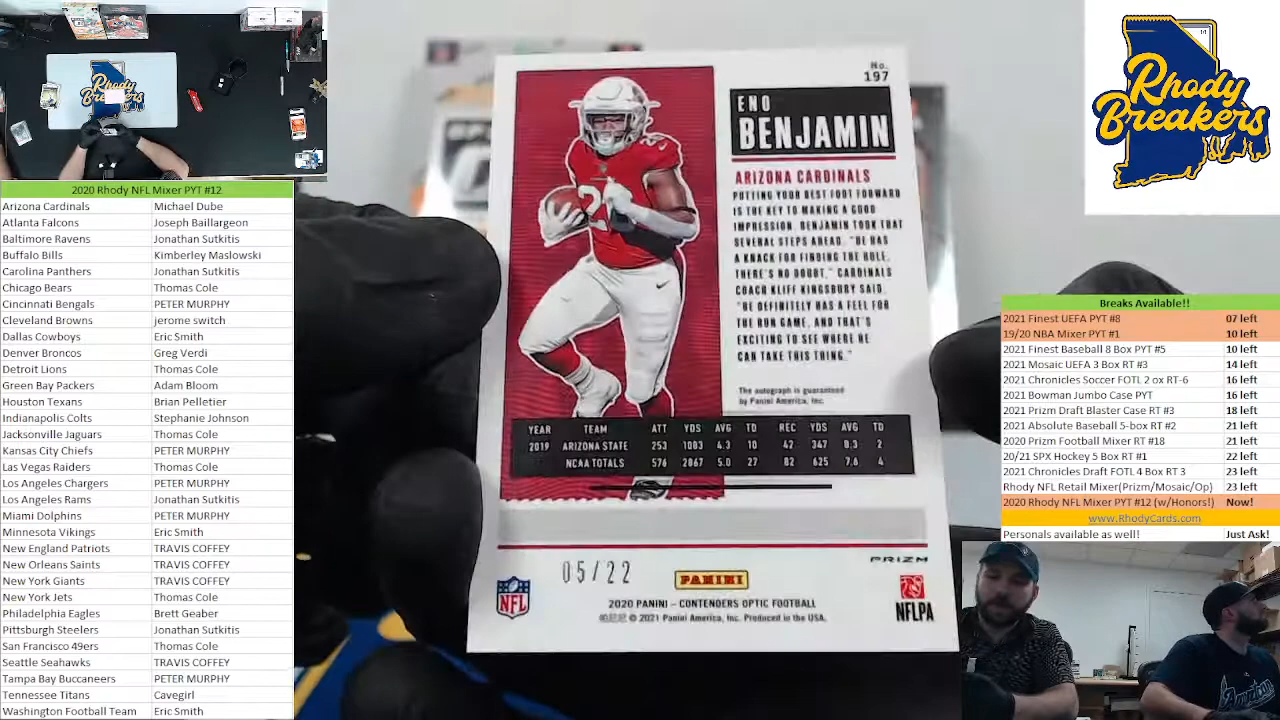 2020 Rhody NFL Mixer PYT #12
Arizona Cardinals Michael Dube
Atlanta Falcons Joseph Baillargeon
Baltimore Ravens Jonathan Sutkitis
Buffalo Bills Kimberley Maslowski
Carolina Panthers Jonathan Sutkitis
Chicago Bears Thomas Cole
Cincinnati Bengals PETER MURPHY
Cleveland Browns jerome switch
Dallas Cowboys Eric Smith
Denver Broncos Greg Verdi
Detroit Lions Thomas Cole
Green Bay Packers Adam Bloom
Houston Texans Brian Pelletier
Indianapolis Colts Stephanie Johnson
Jacksonville Jaguars Thomas Cole
Kansas City Chiefs PETER MURPHY
Las Vegas Raiders Thomas Cole
Los Angeles Chargers PETER MURPHY
Los Angeles Rams Jonathan Sutkitis
Miami Dolphins PETER MURPHY
Minnesota Vikings Eric Smith
New England Patriots TRAVIS COFFEY
New Orleans Saints TRAVIS COFFEY
New York Giants TRAVIS COFFEY
New York Jets Thomas Cole
Philadelphia Eagles Brett Geaber
Pittsburgh Steelers Jonathan Sutkitis
San Francisco 49ers Thomas Cole
Seattle Seahawks TRAVIS COFFEY
Tampa Bay Buccaneers PETER MURPHY
Tennessee Titans Cavegirl
Washington Football Team Eric Smith
No.
197
ENO
BENJAMIN
ARIZONA CARDINALS
PUTTING YOUR BEST FOOT FORWARD
IS THE KEY TO MAKING A GOOD
IMPRESSION. BENJAMIN TOOK THAT
SEVERAL STEPS AHEAD. "HE HAS
A KNACK FOR FINDING THE HOLE,
THERE'S NO DOUBT," CARDINALS
COACH KLIFF KINGSBURY SAID.
"HE DEFINITELY HAS A FEEL FOR
THE RUN GAME, AND THAT'S
EXCITING TO SEE WHERE HE
CAN TAKE THIS THING."
The autograph is guaranteed
by Panini America, Inc.
YEAR TEAM ATT YDS AVG TD REC YDS AVG TD
2019 ARIZONA STATE 253 1083 4.3 10 42 347 8.3 2
NCAA TOTALS 576 2867 5.0 27 82 625 7.6 4
PRIZM
05/22
NFL
PANINI
NFLPA
2020 PANINI – CONTENDERS OPTIC FOOTBALL
© 2021 Panini America, Inc. Produced in the USA.
Rhody
Breakers
Rhody
Breakers
Breaks Available!!
2021 Finest UEFA PYT #8 07 left
19/20 NBA Mixer PYT #1 10 left
2021 Finest Baseball 8 Box PYT #5 10 left
2021 Mosaic UEFA 3 Box RT #3 14 left
2021 Chronicles Soccer FOTL 2 ox RT-6 16 left
2021 Bowman Jumbo Case PYT 16 left
2021 Prizm Draft Blaster Case RT #3 18 left
2021 Absolute Baseball 5-box RT #2 21 left
2020 Prizm Football Mixer RT #18 21 left
20/21 SPX Hockey 5 Box RT #1 22 left
2021 Chronicles Draft FOTL 4 Box RT 3 23 left
Rhody NFL Retail Mixer(Prizm/Mosaic/Op) 23 left
2020 Rhody NFL Mixer PYT #12 (w/Honors!) Now!
www.RhodyCards.com
Personals available as well! Just Ask!